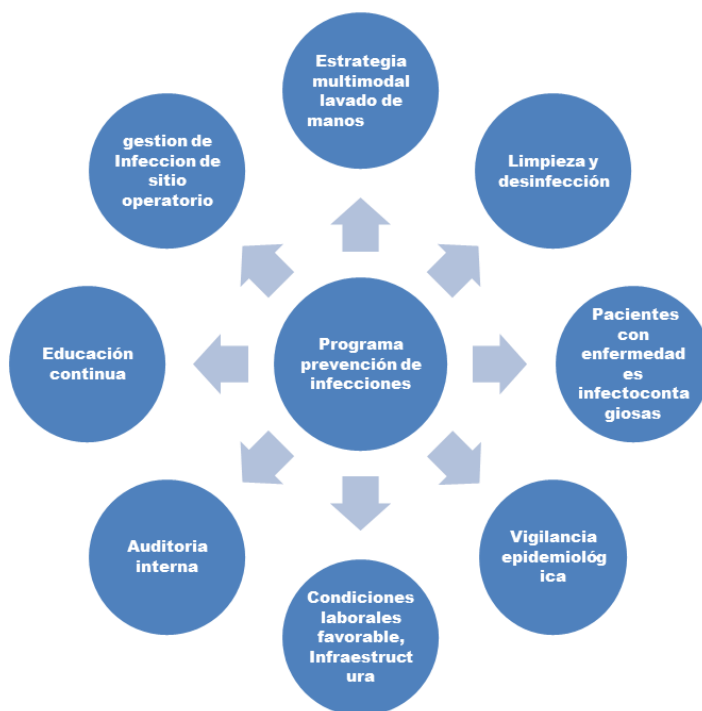 Estrategia
multimodal
lavado de
manos
gestion de
Infeccion de
sitio
operatorio
Limpieza y
desinfección
Programa
prevención de
infecciones
Pacientes
con
enfermedad
es
infectoconta
giosas
Educación
continua
Auditoria
interna
Vigilancia
epidemiológ
ica
Condiciones
laborales
favorable,
Infraestruct
ura